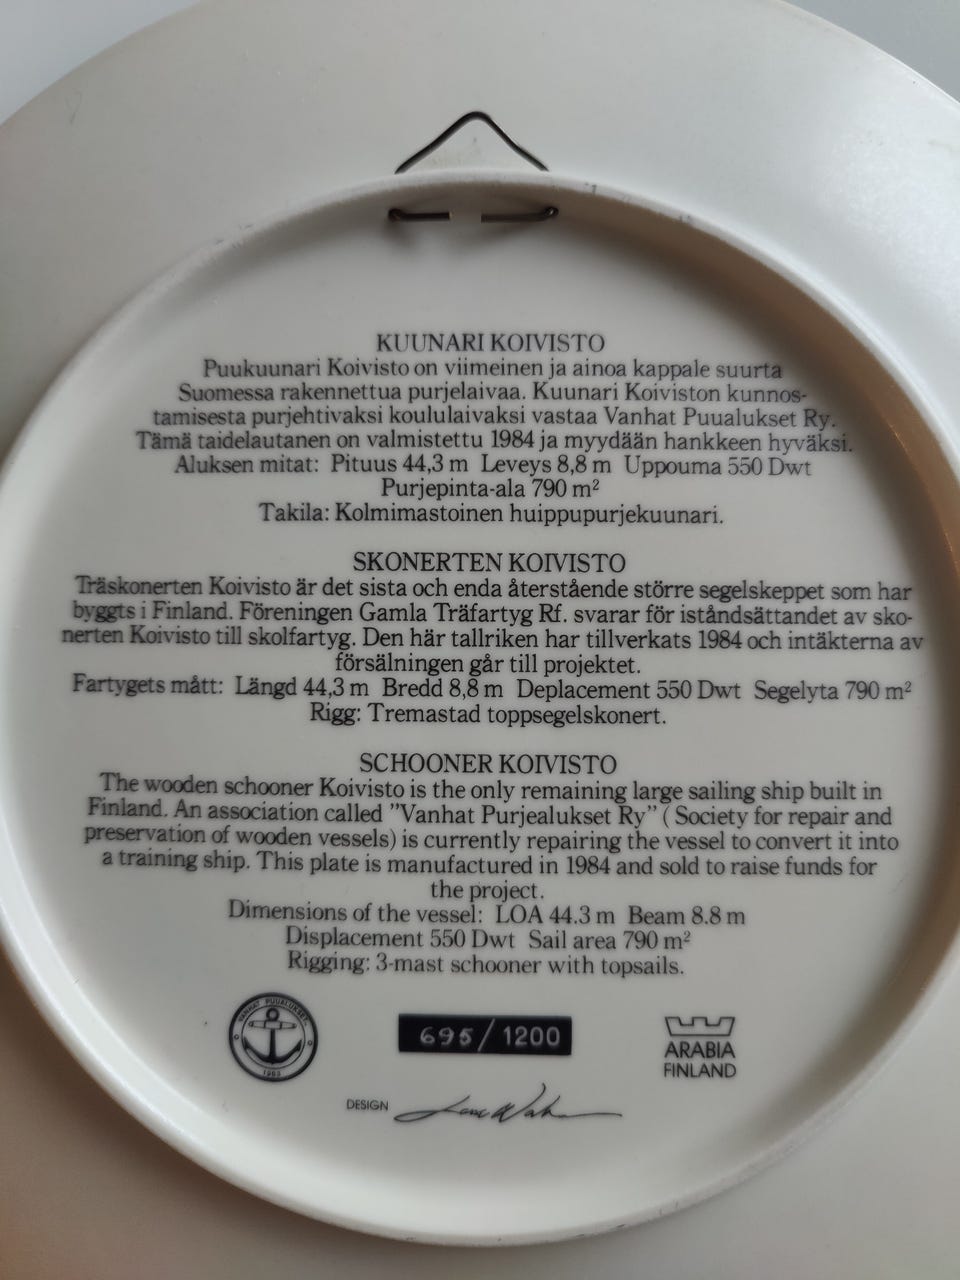 KUUNARI KOIVISTO
Puukuunari Koivisto on viimeinen ja ainoa kappale suurta
Suomessa rakennettua purjelaivaa. Kuunari Koiviston kunnos-
tamisesta purjehtivaksi koululaivaksi vastaa Vanhat Puualukset Ry.
Tämä taidelautanen on valmistettu 1984 ja myydään hankkeen hyväksi.
Aluksen mitat: Pituus 44,3 m Leveys 8,8 m Uppouma 550 Dwt
Purjepinta-ala 790 m²
Takila: Kolmimastoinen huippupurjekuunari.
SKONERTEN KOIVISTO
Träskonerten Koivisto är det sista och enda återstående större segelskeppet som har
byggts i Finland. Föreningen Gamla Träfartyg Rf. svarar för iståndsättandet av sko-
nerten Koivisto till skolfartyg. Den här tallriken har tillverkats 1984 och intäkterna av
försälningen går till projektet.
Fartygets mått: Längd 44,3 m Bredd 8,8 m Deplacement 550 Dwt Segelyta 790 m²
Rigg: Tremastad toppsegelskonert.
SCHOONER KOIVISTO
The wooden schooner Koivisto is the only remaining large sailing ship built in
Finland. An association called "Vanhat Purjealukset Ry" ( Society for repair and
preservation of wooden vessels) is currently repairing the vessel to convert it into
a training ship. This plate is manufactured in 1984 and sold to raise funds for
the project.
Dimensions of the vessel: LOA 44.3 m Beam 8.8 m
Displacement 550 Dwt Sail area 790 m²
Rigging: 3-mast schooner with topsails.
VANHAT PUUALUKSET
1983
695/1200
ARABIA
FINLAND
DESIGN